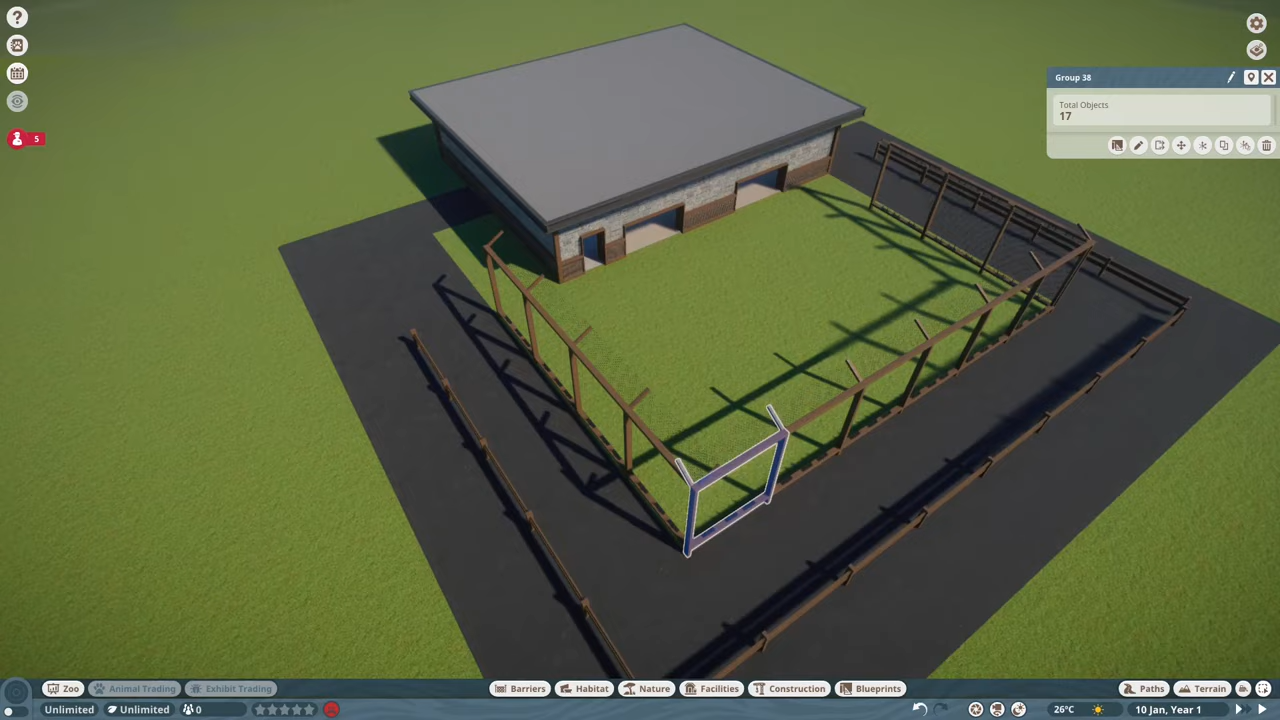 ?
5
Group 38
Total Objects
17
Zoo
Animal Trading
Exhibit Trading
Barriers
Habitat
Nature
Facilities
Construction
Blueprints
Paths
Terrain
Unlimited
Unlimited
0
26°C
10 Jan, Year 1